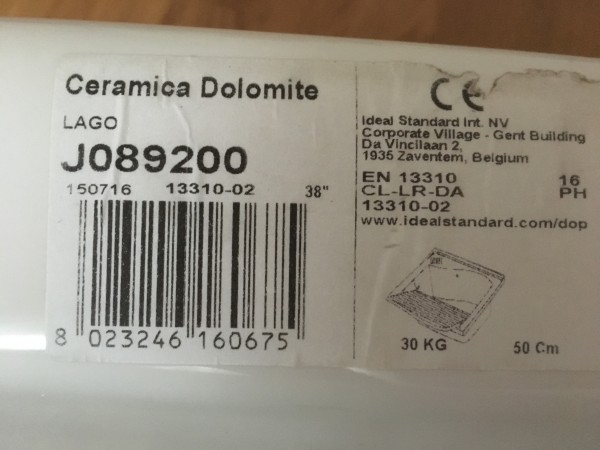 Ceramica Dolomite
LAGO
J089200
150716 13310-02 38"
8 023246 160675
CE
Ideal Standard Int. NV
Corporate Village - Gent Building
Da Vincilaan 2,
1935 Zaventem, Belgium
EN 13310 16
CL-LR-DA PH
13310-02
www.idealstandard.com/dop
30 KG 50 Cm